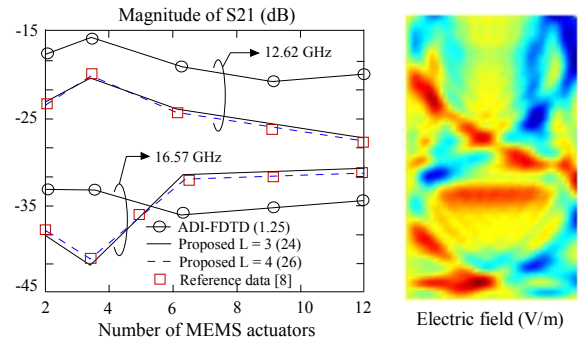 Magnitude of S21 (dB)
-15
-25
-35
-45
12.62 GHz
16.57 GHz
ADI-FDTD (1.25)
Proposed L = 3 (24)
Proposed L = 4 (26)
Reference data [8]
2
4
6
8
10
12
Number of MEMS actuators
Electric field (V/m)